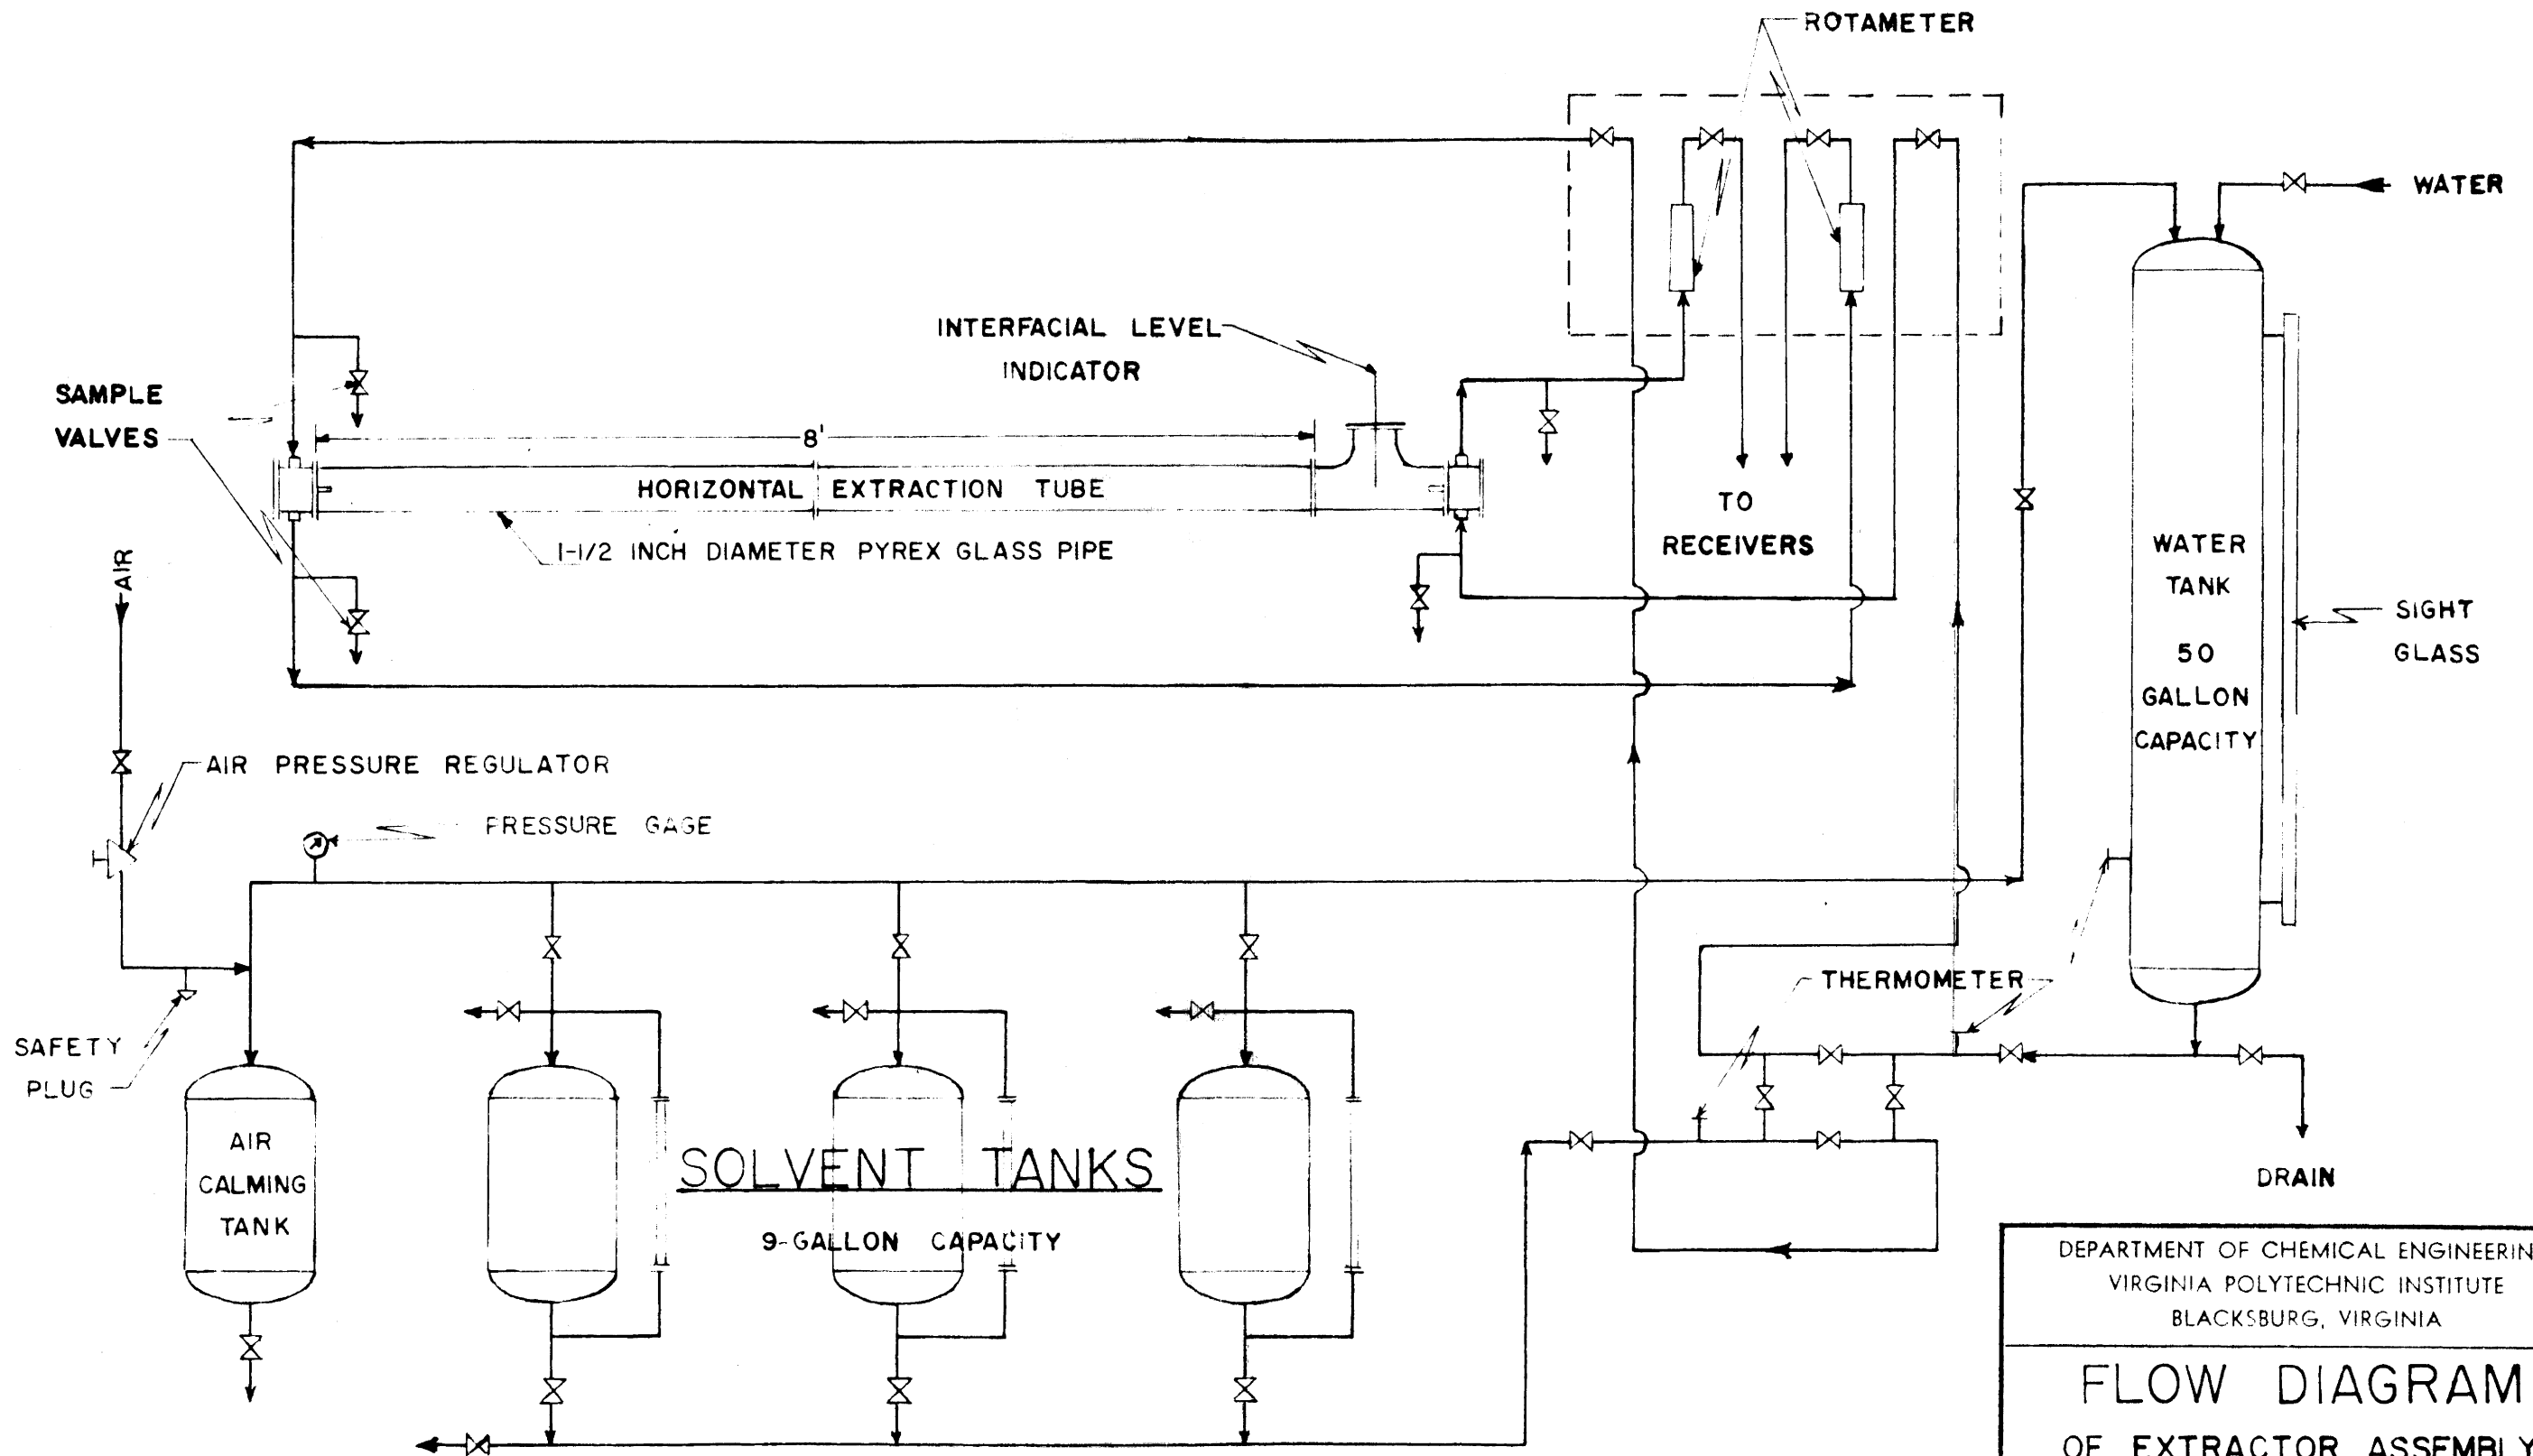 ROTAMETER
WATER
INTERFACIAL LEVEL
INDICATOR
SAMPLE
VALVES
8'
HORIZONTAL EXTRACTION TUBE
1-1/2 INCH DIAMETER PYREX GLASS PIPE
TO
RECEIVERS
WATER
TANK
50
GALLON
CAPACITY
SIGHT
GLASS
AIR
AIR PRESSURE REGULATOR
PRESSURE GAGE
THERMOMETER
SAFETY
PLUG
AIR
CALMING
TANK
SOLVENT TANKS
9-GALLON CAPACITY
DRAIN
DEPARTMENT OF CHEMICAL ENGINEERIN
VIRGINIA POLYTECHNIC INSTITUTE
BLACKSBURG, VIRGINIA
FLOW DIAGRAM
OF EXTRACTOR ASSEMBLY